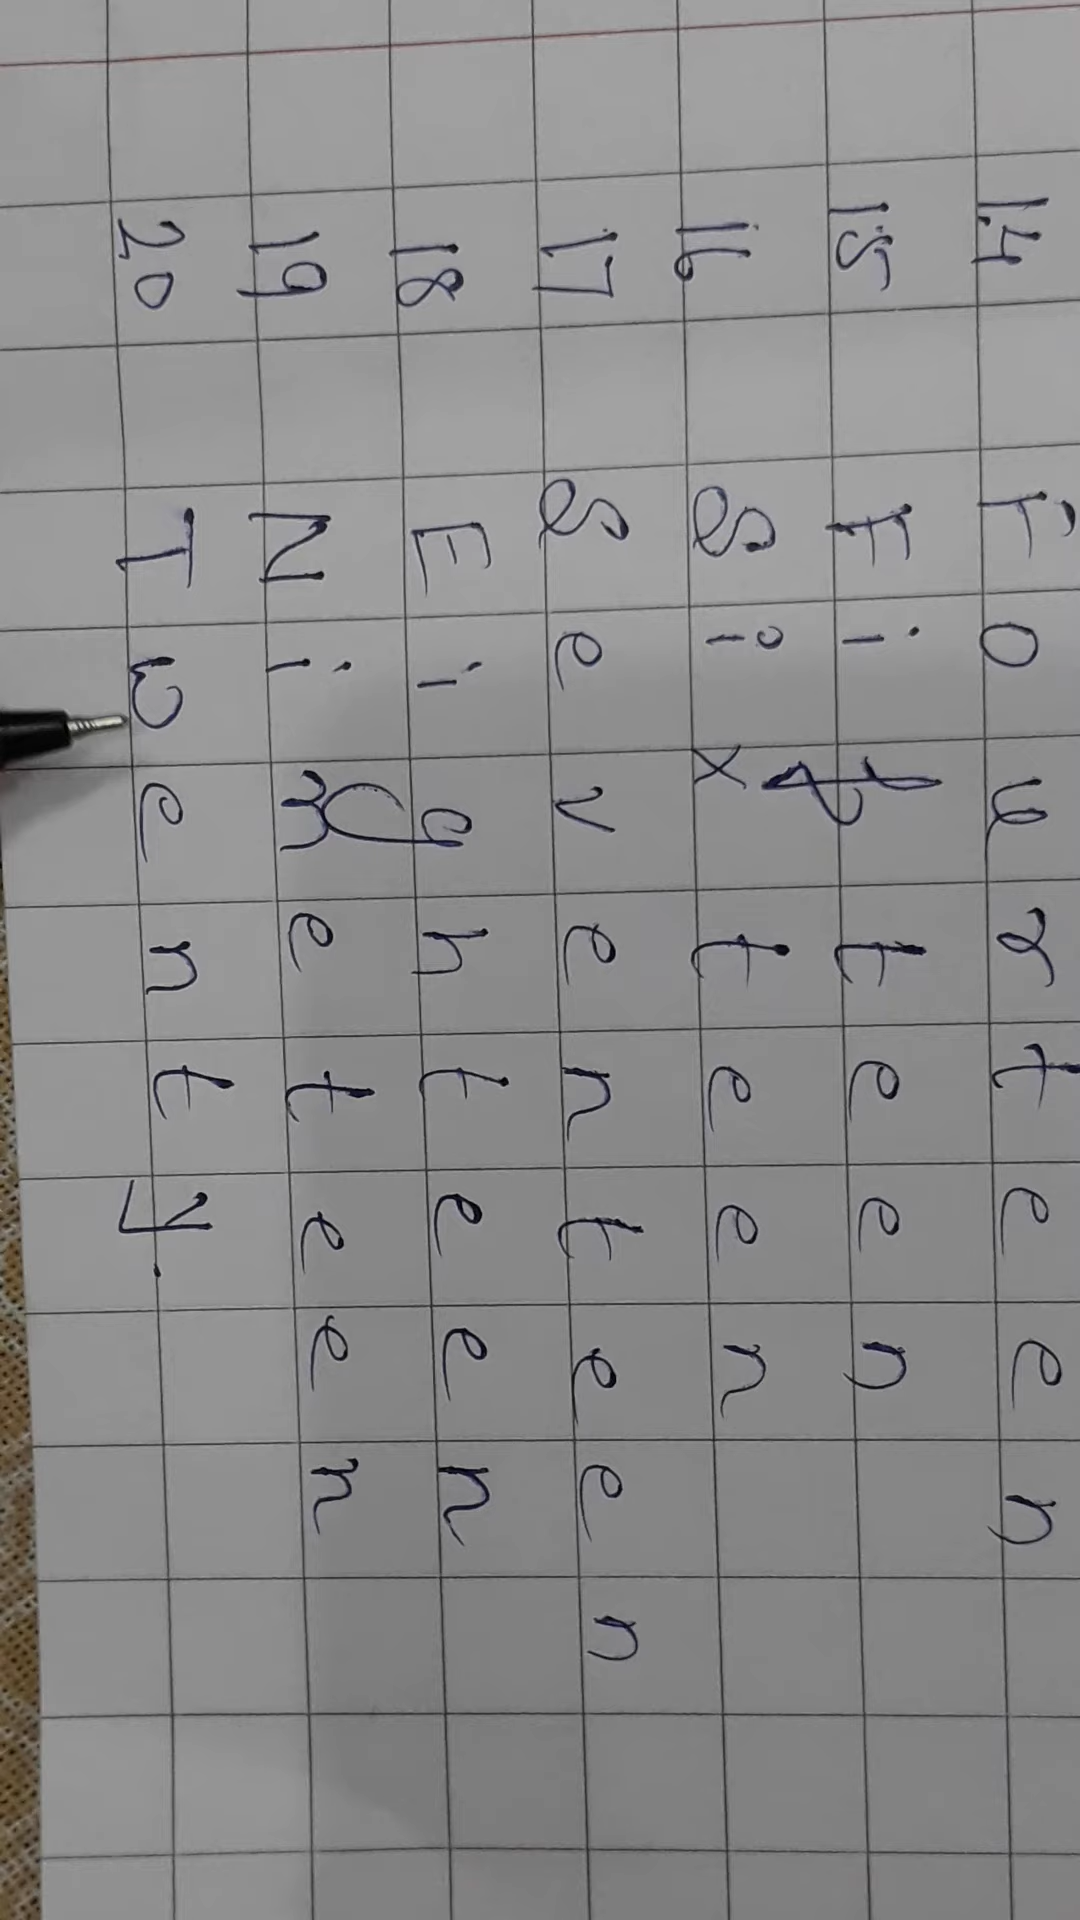 14 Fourteen
15 Fifteen
16 Sixteen
17 Seventeen
18 Eighteen
19 Nineteen
20 Twenty.